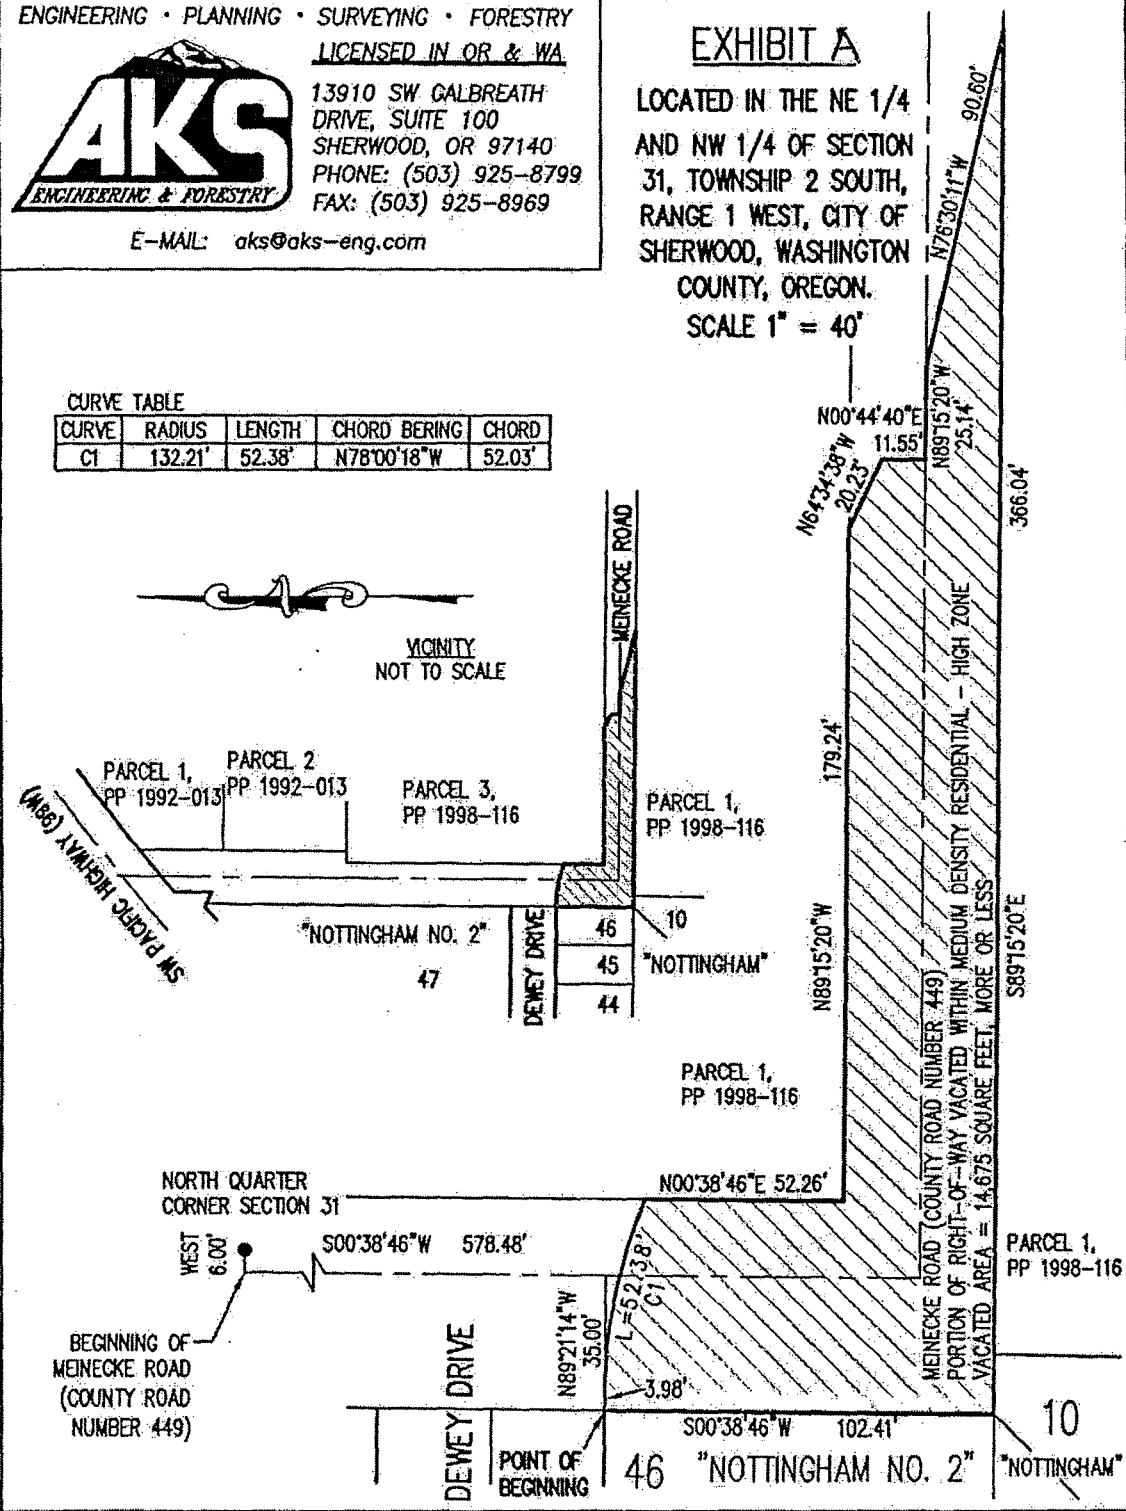 ENGINEERING · PLANNING · SURVEYING · FORESTRY
LICENSED IN OR & WA
AKS
ENGINEERING & FORESTRY
13910 SW GALBREATH
DRIVE, SUITE 100
SHERWOOD, OR 97140
PHONE: (503) 925-8799
FAX: (503) 925-8969
E-MAIL: aks@aks-eng.com
EXHIBIT A
LOCATED IN THE NE 1/4
AND NW 1/4 OF SECTION
31, TOWNSHIP 2 SOUTH,
RANGE 1 WEST, CITY OF
SHERWOOD, WASHINGTON
COUNTY, OREGON.
SCALE 1" = 40'
N76°30'11"W 90.60'
CURVE TABLE
CURVE RADIUS LENGTH CHORD BERING CHORD
C1 132.21' 52.38' N78°00'18"W 52.03'
N00°44'40"E
11.55'
N89°15'20"W
25.14'
N64°34'38"W
20.23'
366.04'
S89°15'20"E
179.24'
N89°15'20"W
VICINITY
NOT TO SCALE
MEINECKE ROAD
PARCEL 1,
PP 1992-013
PARCEL 2
PP 1992-013
PARCEL 3,
PP 1998-116
PARCEL 1,
PP 1998-116
SW PACIFIC HIGHWAY (99W)
"NOTTINGHAM NO. 2"
47
DEWEY DRIVE
46
45
44
10
"NOTTINGHAM"
PARCEL 1,
PP 1998-116
MEINECKE ROAD (COUNTY ROAD NUMBER 449)
PORTION OF RIGHT-OF-WAY VACATED WITHIN MEDIUM DENSITY RESIDENTIAL - HIGH ZONE
VACATED AREA = 14,675 SQUARE FEET, MORE OR LESS
NORTH QUARTER
CORNER SECTION 31
N00°38'46"E 52.26'
WEST
6.00'
S00°38'46"W 578.48'
L=52.38'
C1
PARCEL 1,
PP 1998-116
BEGINNING OF
MEINECKE ROAD
(COUNTY ROAD
NUMBER 449)
DEWEY DRIVE
N89°21'14"W
35.00'
3.98'
S00°38'46"W 102.41'
POINT OF
BEGINNING
46 "NOTTINGHAM NO. 2"
10
"NOTTINGHAM"